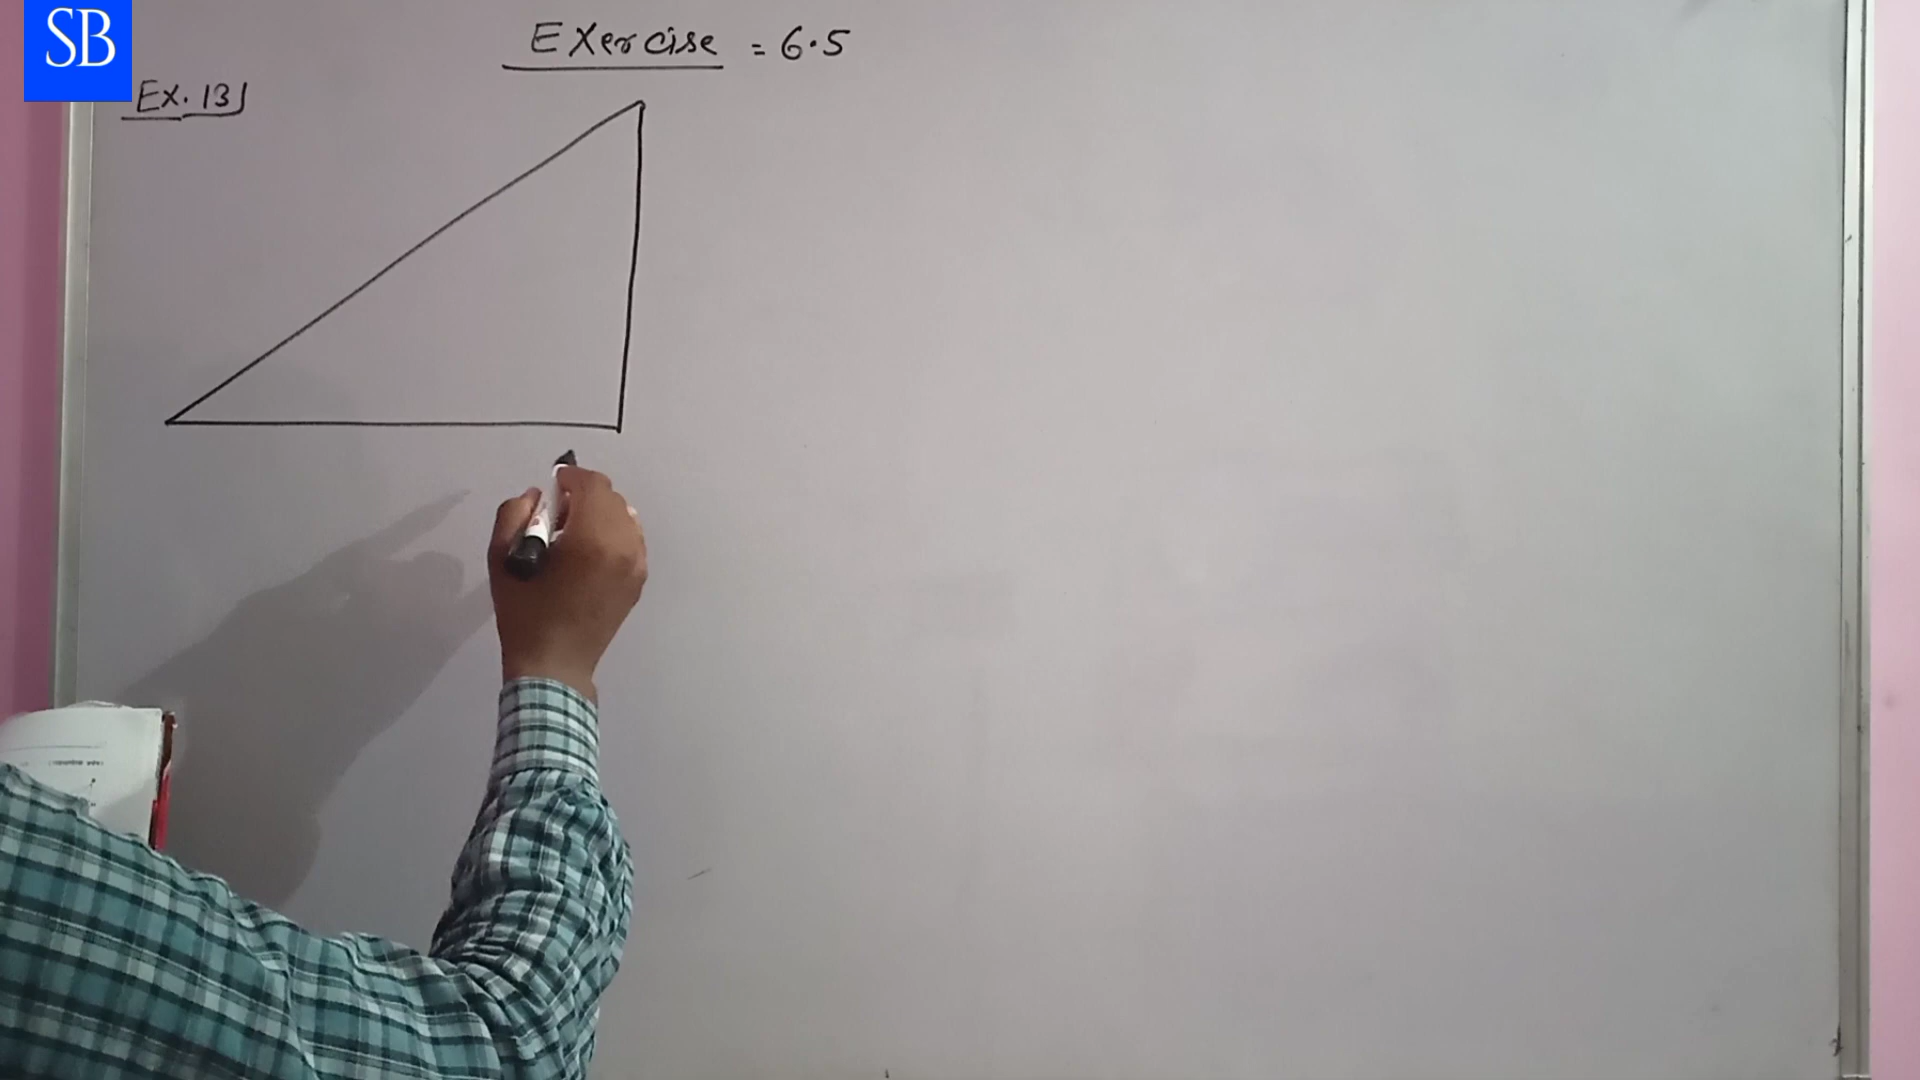 SB
Exercise = 6.5
Ex. 13)